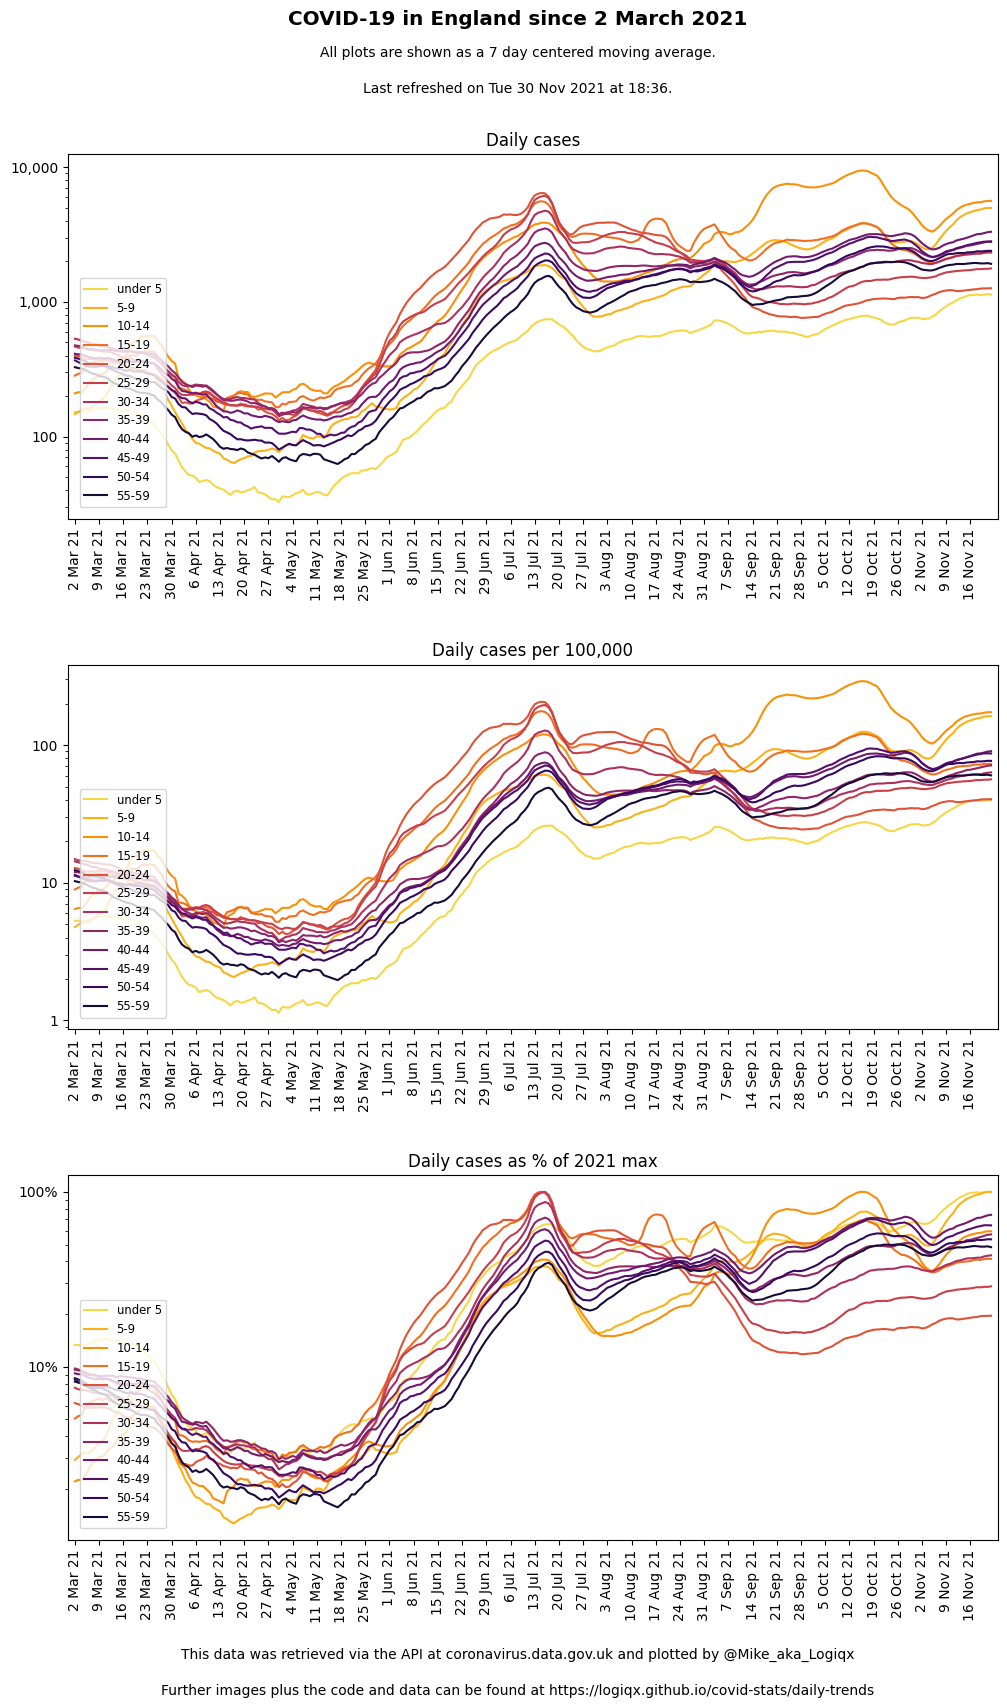 COVID-19 in England since 2 March 2021
All plots are shown as a 7 day centered moving average.
Last refreshed on Tue 30 Nov 2021 at 18:36.
Daily cases
10,000
1,000
100
under 5
5-9
10-14
15-19
20-24
25-29
30-34
35-39
40-44
45-49
50-54
55-59
2 Mar 21
9 Mar 21
16 Mar 21
23 Mar 21
30 Mar 21
6 Apr 21
13 Apr 21
20 Apr 21
27 Apr 21
4 May 21
11 May 21
18 May 21
25 May 21
1 Jun 21
8 Jun 21
15 Jun 21
22 Jun 21
29 Jun 21
6 Jul 21
13 Jul 21
20 Jul 21
27 Jul 21
3 Aug 21
10 Aug 21
17 Aug 21
24 Aug 21
31 Aug 21
7 Sep 21
14 Sep 21
21 Sep 21
28 Sep 21
5 Oct 21
12 Oct 21
19 Oct 21
26 Oct 21
2 Nov 21
9 Nov 21
16 Nov 21
Daily cases per 100,000
100
10
1
under 5
5-9
10-14
15-19
20-24
25-29
30-34
35-39
40-44
45-49
50-54
55-59
2 Mar 21
9 Mar 21
16 Mar 21
23 Mar 21
30 Mar 21
6 Apr 21
13 Apr 21
20 Apr 21
27 Apr 21
4 May 21
11 May 21
18 May 21
25 May 21
1 Jun 21
8 Jun 21
15 Jun 21
22 Jun 21
29 Jun 21
6 Jul 21
13 Jul 21
20 Jul 21
27 Jul 21
3 Aug 21
10 Aug 21
17 Aug 21
24 Aug 21
31 Aug 21
7 Sep 21
14 Sep 21
21 Sep 21
28 Sep 21
5 Oct 21
12 Oct 21
19 Oct 21
26 Oct 21
2 Nov 21
9 Nov 21
16 Nov 21
Daily cases as % of 2021 max
100%
10%
under 5
5-9
10-14
15-19
20-24
25-29
30-34
35-39
40-44
45-49
50-54
55-59
2 Mar 21
9 Mar 21
16 Mar 21
23 Mar 21
30 Mar 21
6 Apr 21
13 Apr 21
20 Apr 21
27 Apr 21
4 May 21
11 May 21
18 May 21
25 May 21
1 Jun 21
8 Jun 21
15 Jun 21
22 Jun 21
29 Jun 21
6 Jul 21
13 Jul 21
20 Jul 21
27 Jul 21
3 Aug 21
10 Aug 21
17 Aug 21
24 Aug 21
31 Aug 21
7 Sep 21
14 Sep 21
21 Sep 21
28 Sep 21
5 Oct 21
12 Oct 21
19 Oct 21
26 Oct 21
2 Nov 21
9 Nov 21
16 Nov 21
This data was retrieved via the API at coronavirus.data.gov.uk and plotted by @Mike_aka_Logiqx
Further images plus the code and data can be found at https://logiqx.github.io/covid-stats/daily-trends